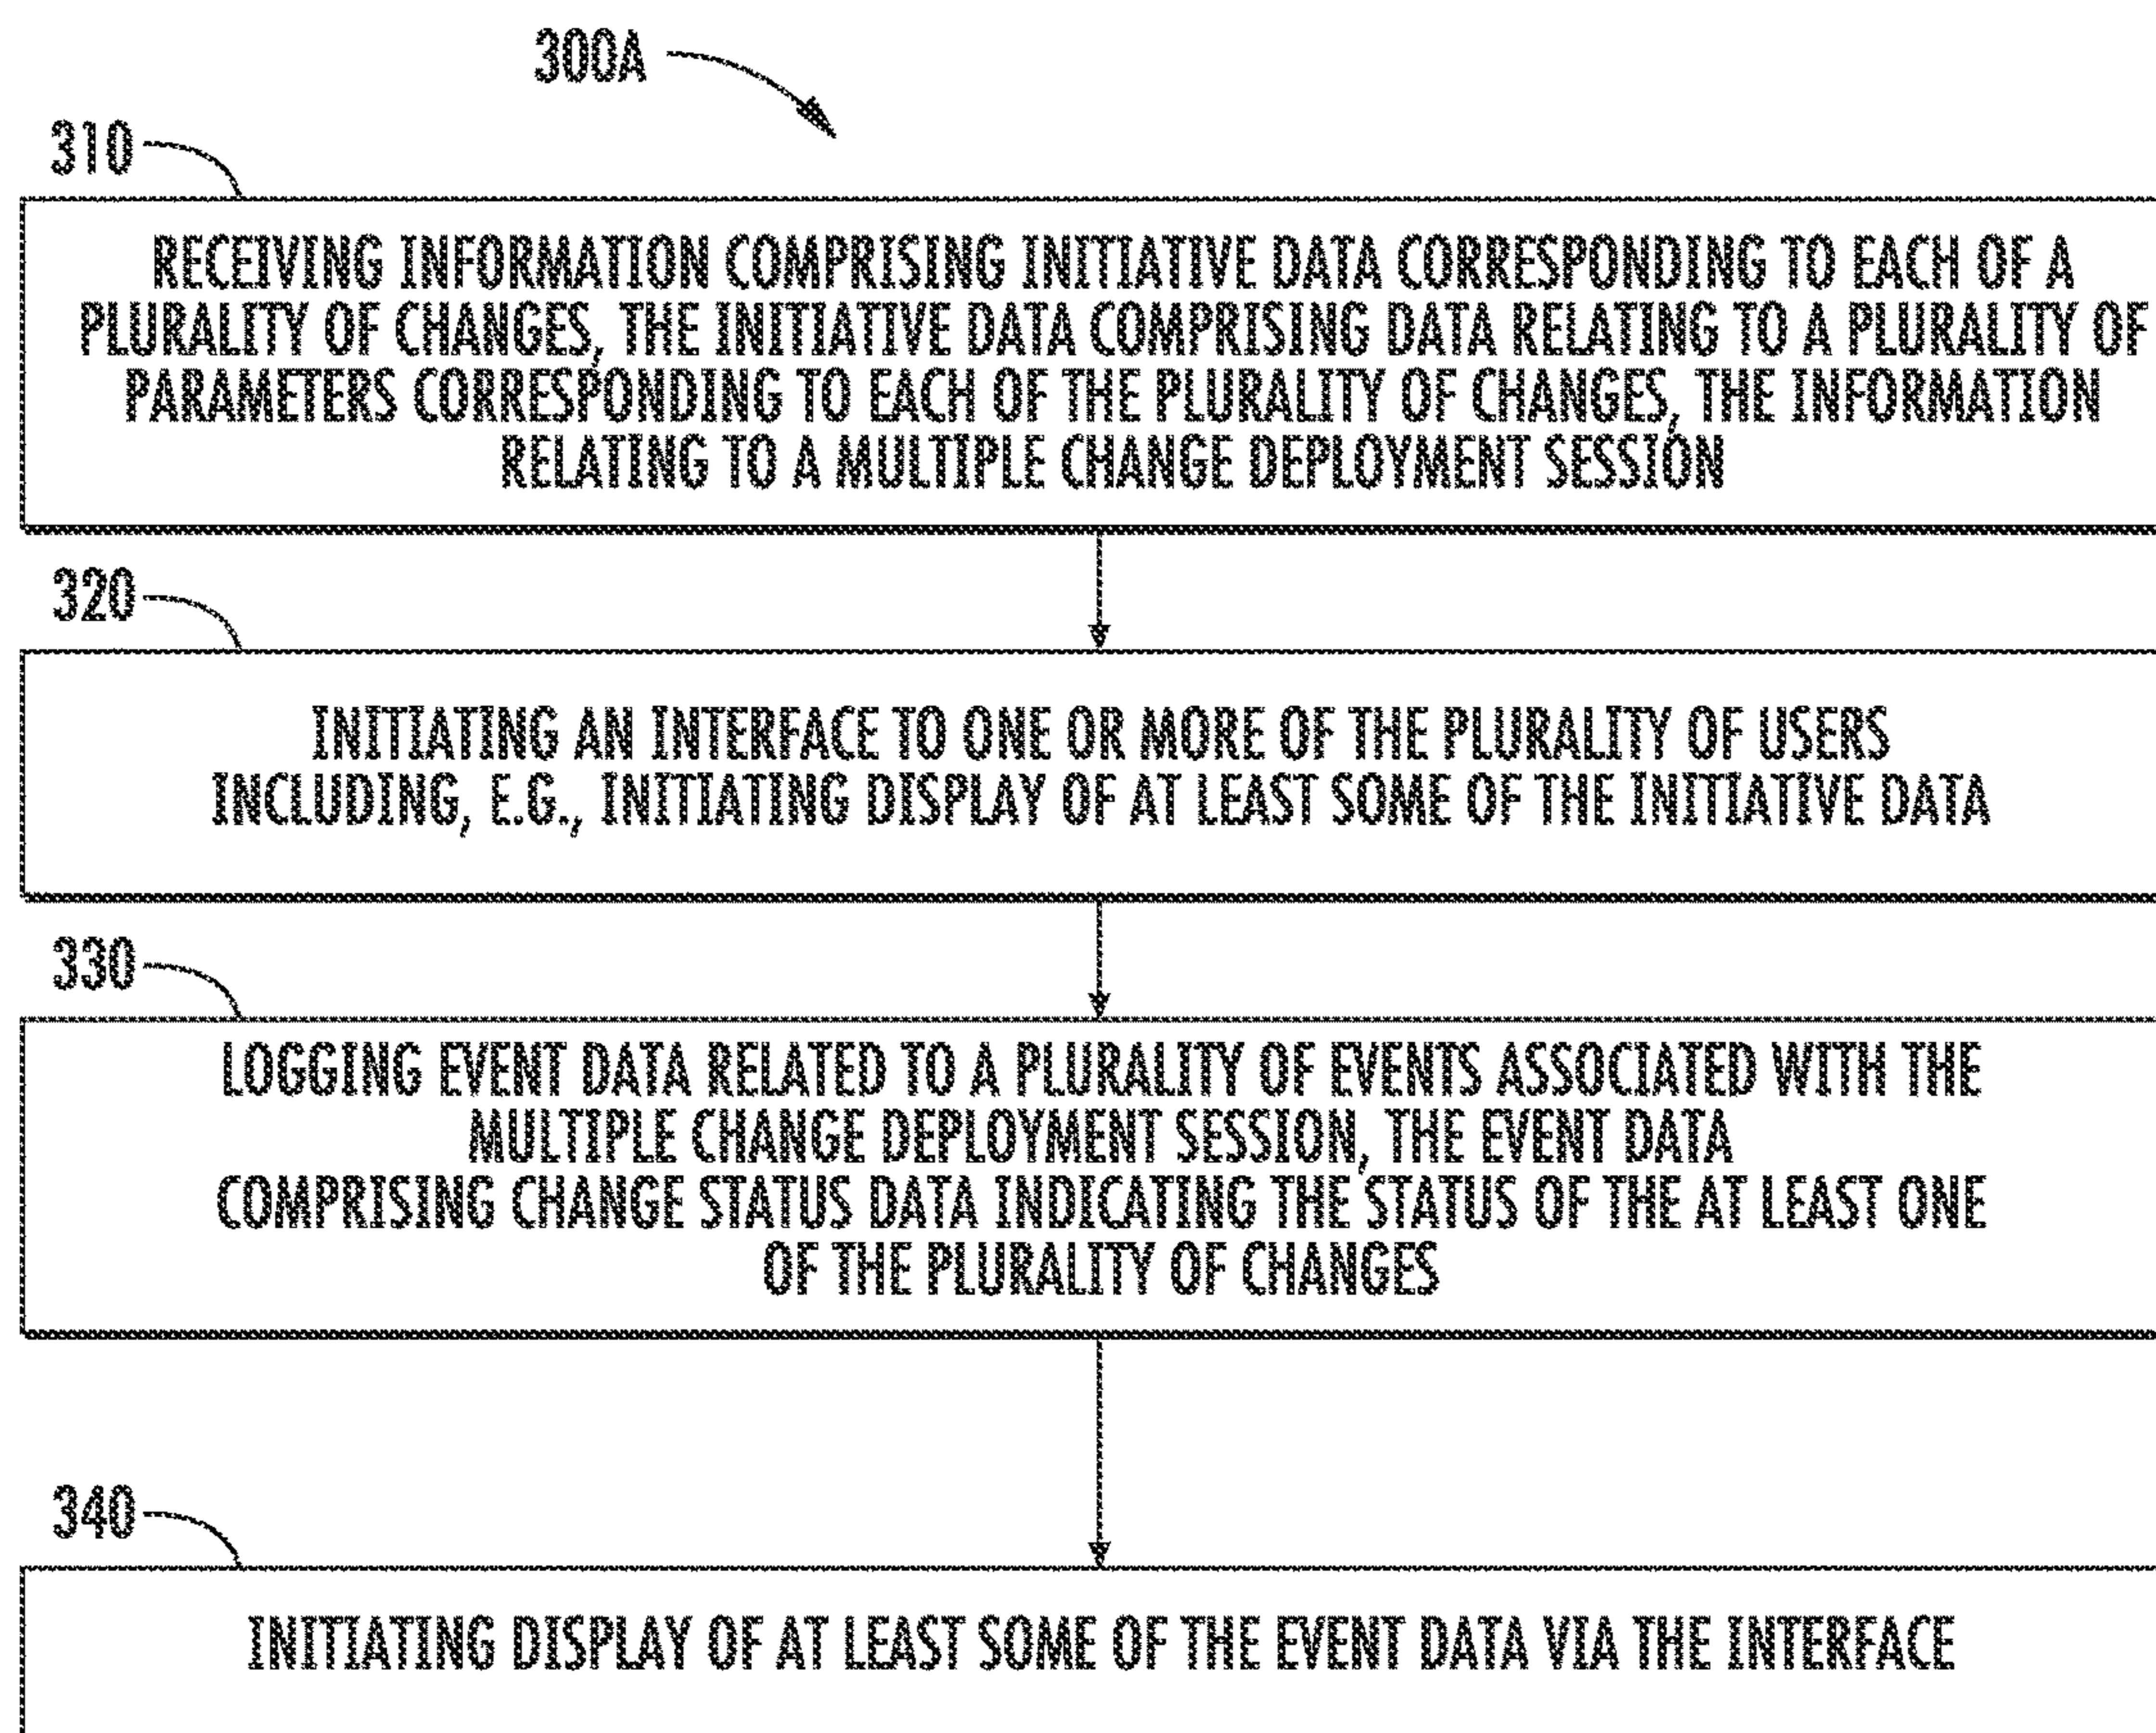 300A
310
RECEIVING INFORMATION COMPRISING INITIATIVE DATA CORRESPONDING TO EACH OF A
PLURALITY OF CHANGES, THE INITIATIVE DATA COMPRISING DATA RELATING TO A PLURALITY OF
PARAMETERS CORRESPONDING TO EACH OF THE PLURALITY OF CHANGES, THE INFORMATION
RELATING TO A MULTIPLE CHANGE DEPLOYMENT SESSION
320
INITIATING AN INTERFACE TO ONE OR MORE OF THE PLURALITY OF USERS
INCLUDING, E.G., INITIATING DISPLAY OF AT LEAST SOME OF THE INITIATIVE DATA
330
LOGGING EVENT DATA RELATED TO A PLURALITY OF EVENTS ASSOCIATED WITH THE
MULTIPLE CHANGE DEPLOYMENT SESSION, THE EVENT DATA
COMPRISING CHANGE STATUS DATA INDICATING THE STATUS OF THE AT LEAST ONE
OF THE PLURALITY OF CHANGES
340
INITIATING DISPLAY OF AT LEAST SOME OF THE EVENT DATA VIA THE INTERFACE